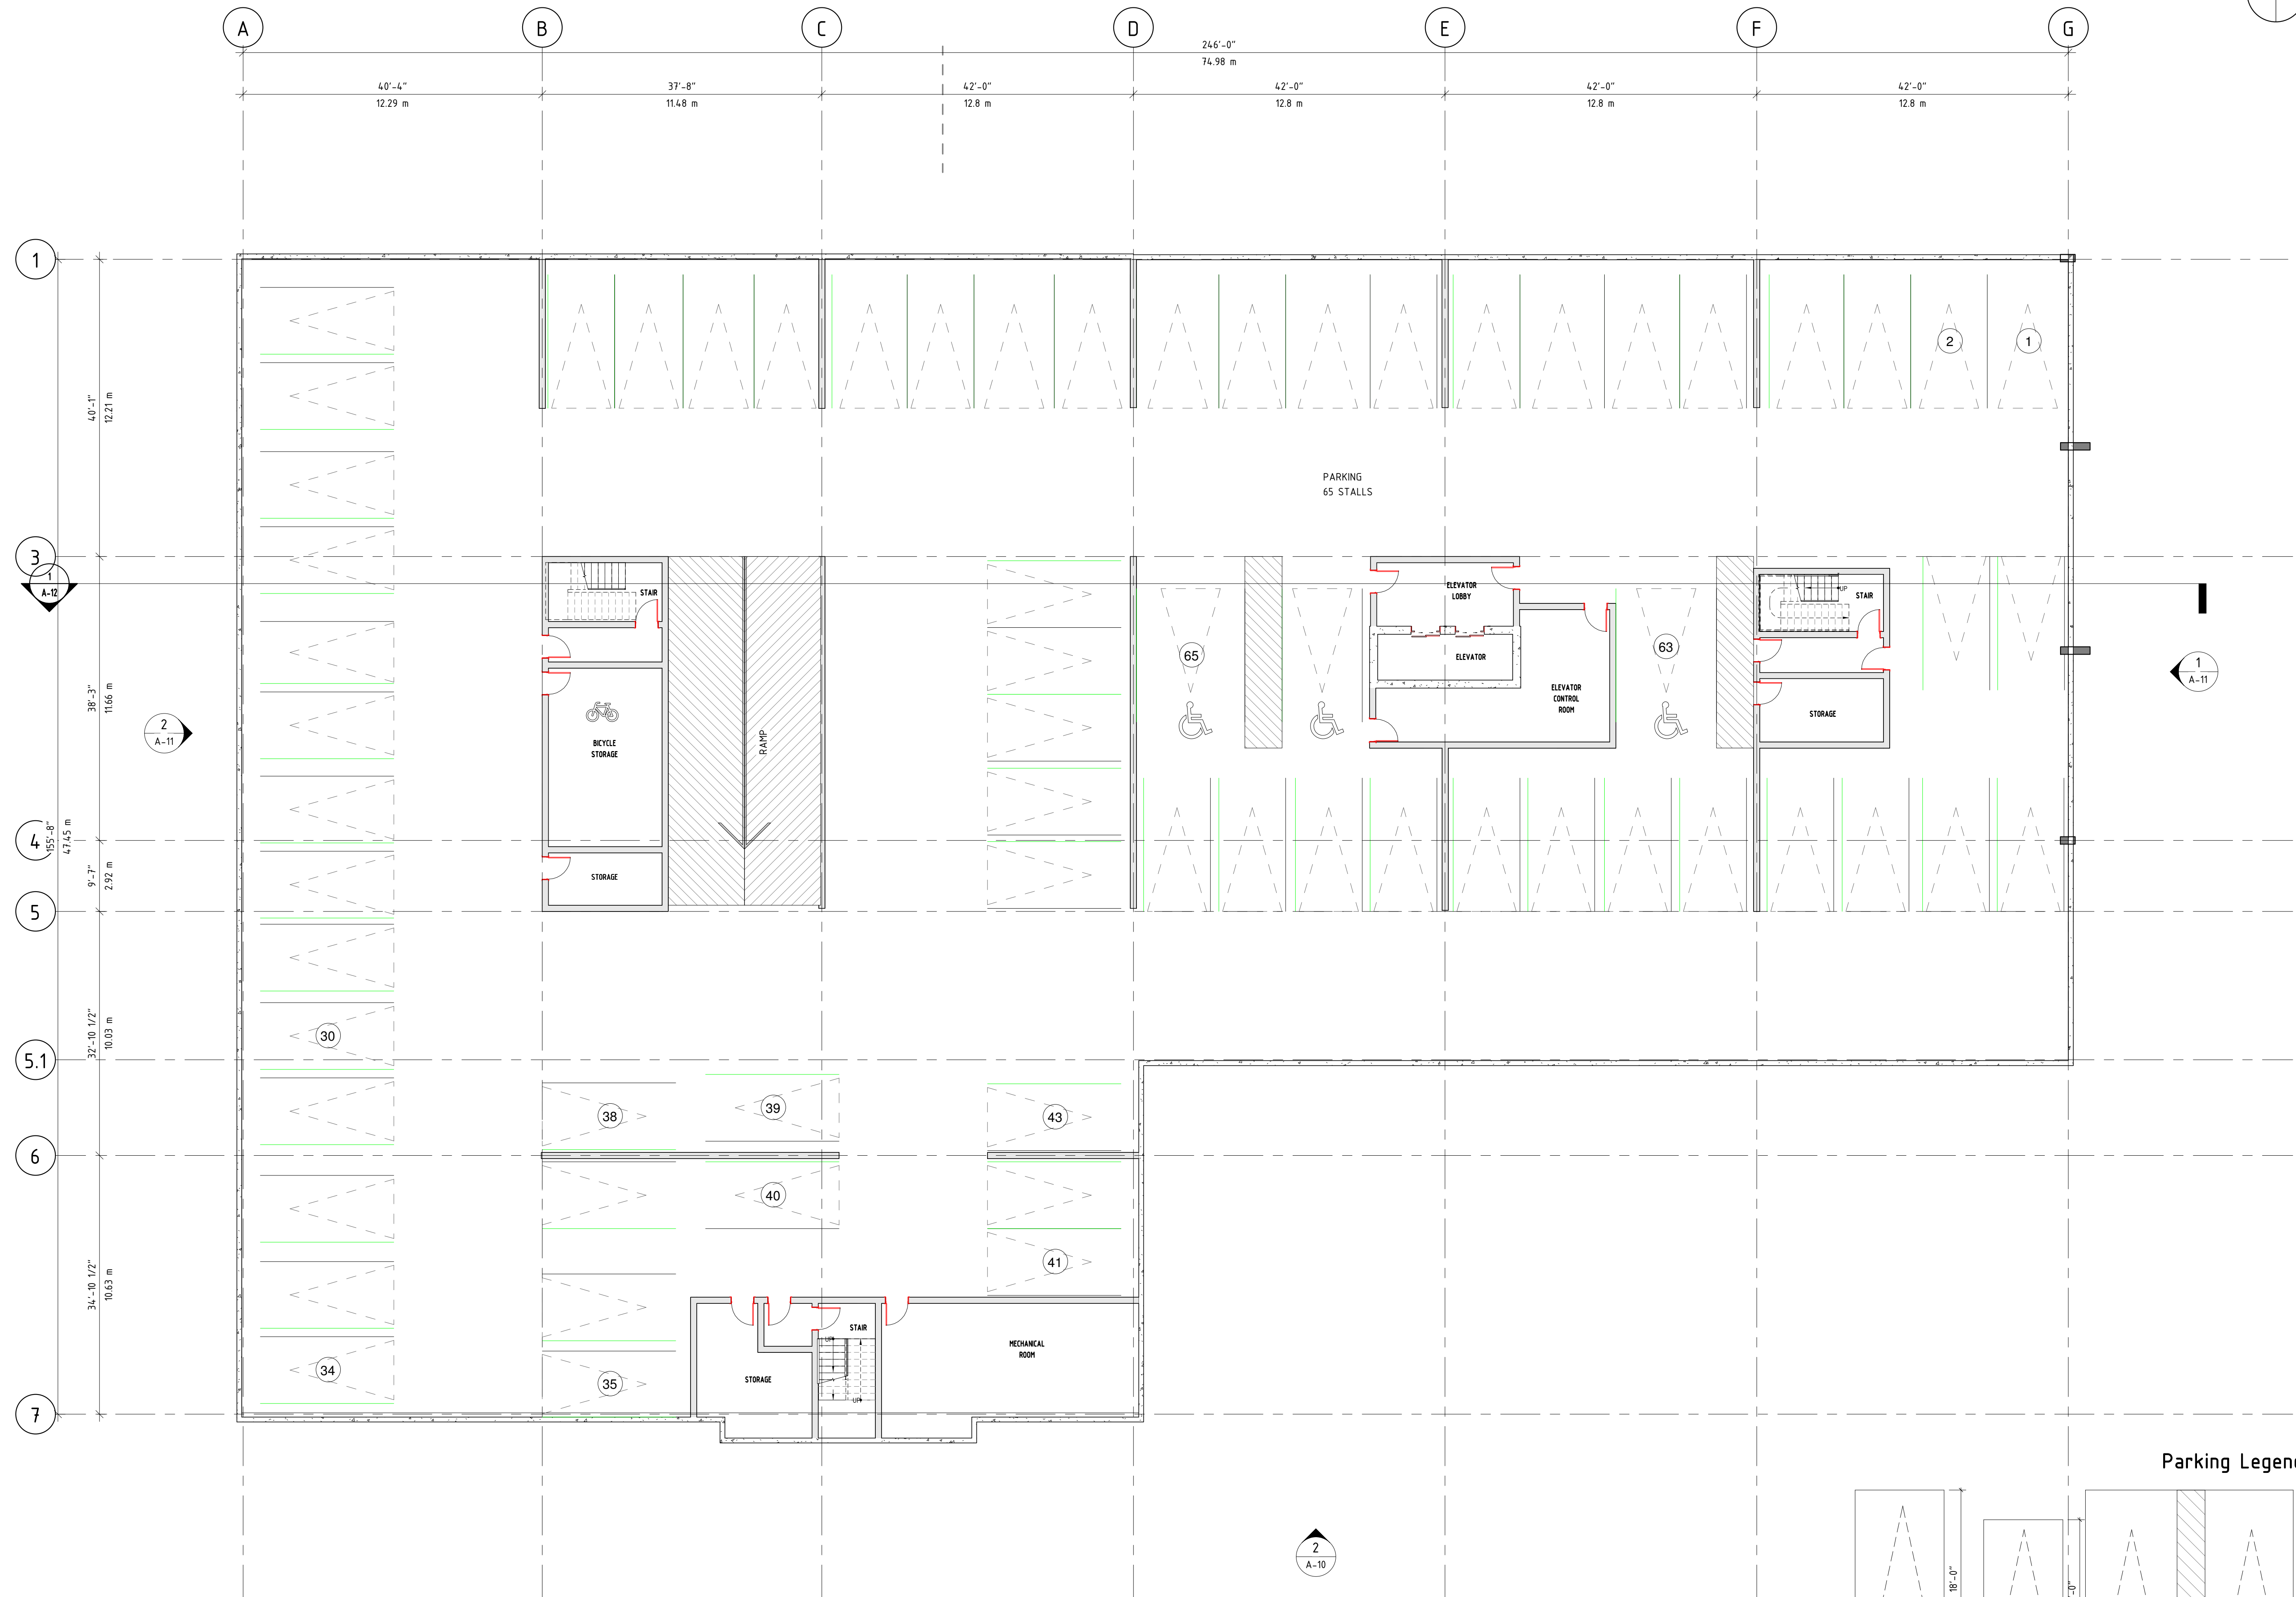 A
B
C
D
E
F
G
246'-0"
74.98 m
40'-4"
12.29 m
37'-8"
11.48 m
42'-0"
12.8 m
42'-0"
12.8 m
42'-0"
12.8 m
42'-0"
12.8 m
1
40'-1"
12.21 m
2
1
PARKING
65 STALLS
3
1
A-12
STAIR
ELEVATOR
LOBBY
UP
STAIR
65
63
ELEVATOR
1
A-11
38'-3"
11.66 m
ELEVATOR
CONTROL
ROOM
STORAGE
2
A-11
BICYCLE
STORAGE
RAMP
4
155'-8"
47.45 m
9'-7"
2.92 m
STORAGE
5
32'-10 1/2"
10.03 m
30
5.1
38
39
43
6
40
41
34'-10 1/2"
10.63 m
STAIR
UP
MECHANICAL
ROOM
34
35
STORAGE
UP
7
Parking
18'-0"
2
A-10